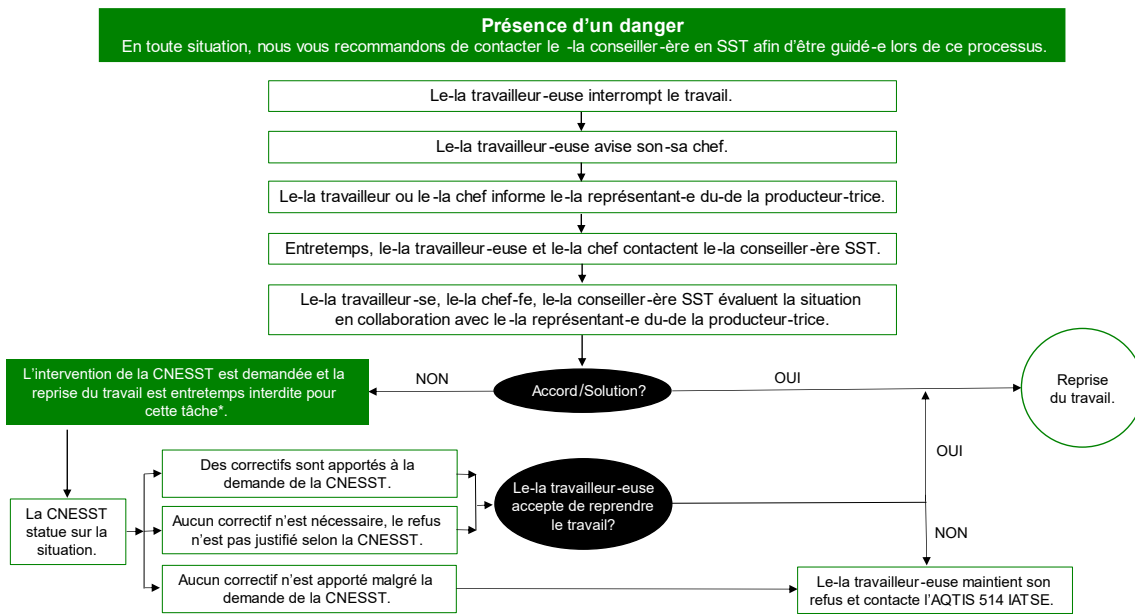 Présence d'un danger
En toute situation, nous vous recommandons de contacter le -la conseiller-ère en SST afin d'être guidé-e lors de ce processus.
Le-la travailleur-euse interrompt le travail.
Le-la travailleur-euse avise son-sa chef.
Le-la travailleur ou le-la chef informe le-la représentant-e du-de la producteur-trice.
Entretemps, le-la travailleur-euse et le-la chef contactent le-la conseiller-ère SST.
Le-la travailleur-se, le-la chef-fe, le-la conseiller-ère SST évaluent la situation
en collaboration avec le-la représentant-e du-de la producteur-trice.
L'intervention de la CNESST est demandée et la
reprise du travail est entretemps interdite pour
cette tâche*.
NON
Accord/Solution?
OUI
Reprise
du travail.
La CNESST
statue sur la
situation.
Des correctifs sont apportés à la
demande de la CNESST.
Aucun correctif n'est nécessaire, le refus
n'est pas justifié selon la CNESST.
Aucun correctif n'est apporté malgré la
demande de la CNESST.
Le-la travailleur-euse
accepte de reprendre
le travail?
OUI
NON
Le-la travailleur-euse maintient son
refus et contacte l'AQTIS 514 IATSE.